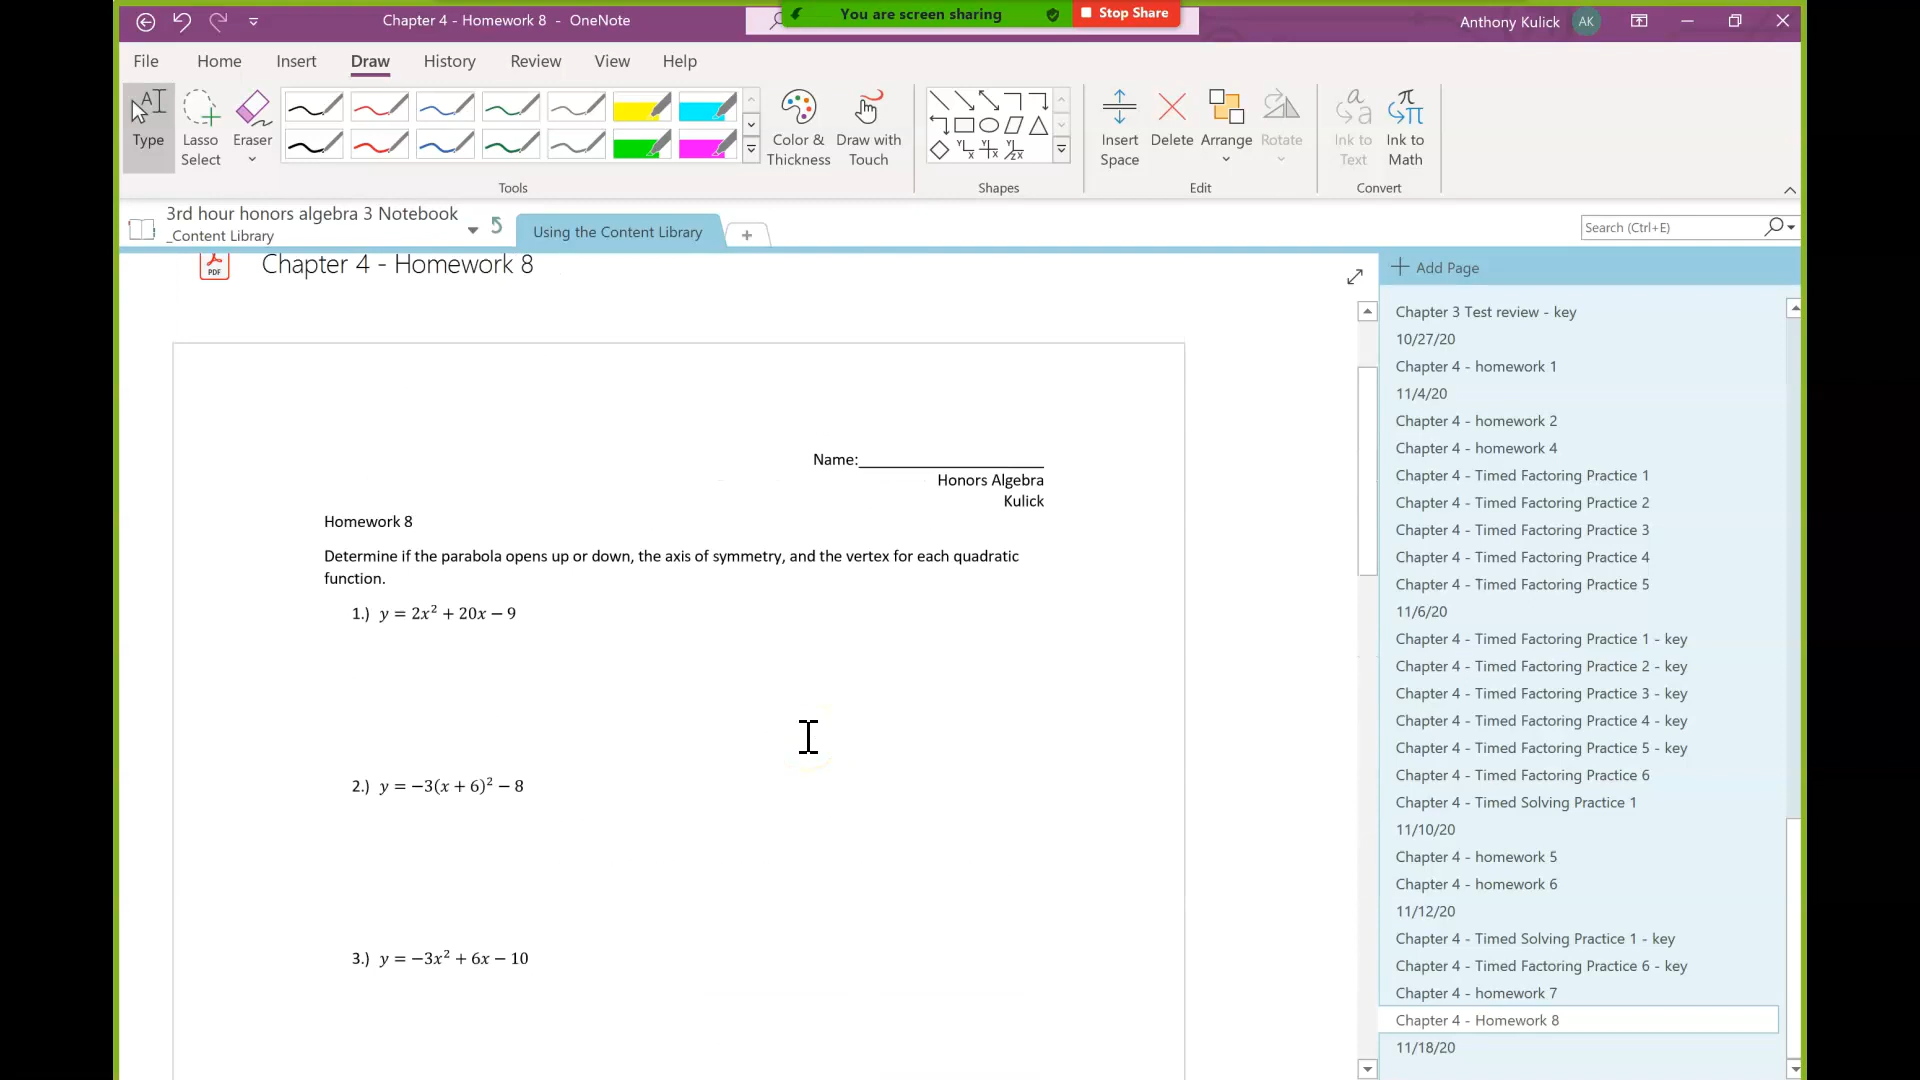 Chapter 4 - Homework 8 - OneNote
You are screen sharing
Stop Share
Anthony Kulick
AK
File Home Insert Draw History Review View Help
Type
Lasso Select
Eraser
Color & Thickness
Draw with Touch
Insert Space
Delete
Arrange
Rotate
Ink to Text
Ink to Math
Tools
Shapes
Edit
Convert
3rd hour honors algebra 3 Notebook
_Content Library
Using the Content Library
Search (Ctrl+E)
PDF
Chapter 4 - Homework 8
Name:______________________
Honors Algebra
Kulick
Homework 8
Determine if the parabola opens up or down, the axis of symmetry, and the vertex for each quadratic
function.
1.) y = 2x² + 20x − 9
2.) y = −3(x + 6)² − 8
3.) y = −3x² + 6x − 10
Add Page
Chapter 3 Test review - key
10/27/20
Chapter 4 - homework 1
11/4/20
Chapter 4 - homework 2
Chapter 4 - homework 4
Chapter 4 - Timed Factoring Practice 1
Chapter 4 - Timed Factoring Practice 2
Chapter 4 - Timed Factoring Practice 3
Chapter 4 - Timed Factoring Practice 4
Chapter 4 - Timed Factoring Practice 5
11/6/20
Chapter 4 - Timed Factoring Practice 1 - key
Chapter 4 - Timed Factoring Practice 2 - key
Chapter 4 - Timed Factoring Practice 3 - key
Chapter 4 - Timed Factoring Practice 4 - key
Chapter 4 - Timed Factoring Practice 5 - key
Chapter 4 - Timed Factoring Practice 6
Chapter 4 - Timed Solving Practice 1
11/10/20
Chapter 4 - homework 5
Chapter 4 - homework 6
11/12/20
Chapter 4 - Timed Solving Practice 1 - key
Chapter 4 - Timed Factoring Practice 6 - key
Chapter 4 - homework 7
Chapter 4 - Homework 8
11/18/20